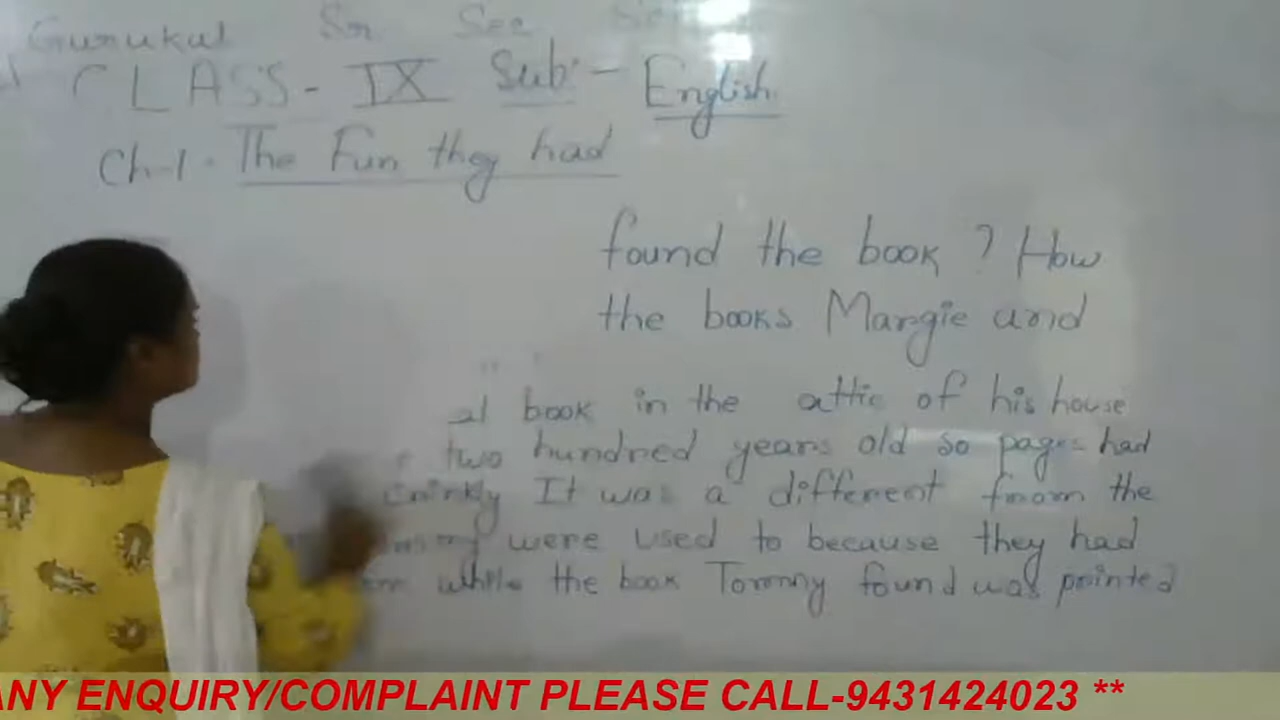 Gurukul Sr Sec
CLASS - IX Sub:- English
Ch-1. The Fun they had
found the book ? How
the books Margie and
book in the attic of his house
two hundred years old so pages had
crinkly It was a different from the
were used to because they had
while the book Tommy found was printed
ANY ENQUIRY/COMPLAINT PLEASE CALL-9431424023 **